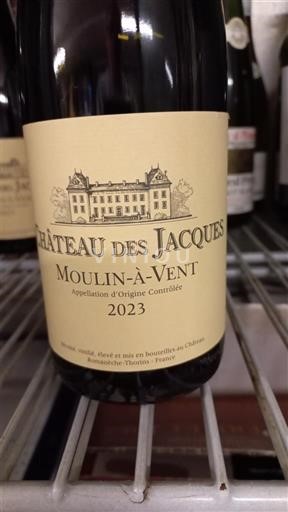 CHÂTEAU DES JACQUES
MOULIN-À-VENT
Appellation d'Origine Contrôlée
2023
vinifié, élevé et mis en bouteilles au Château
Romanèche-Thorins - France